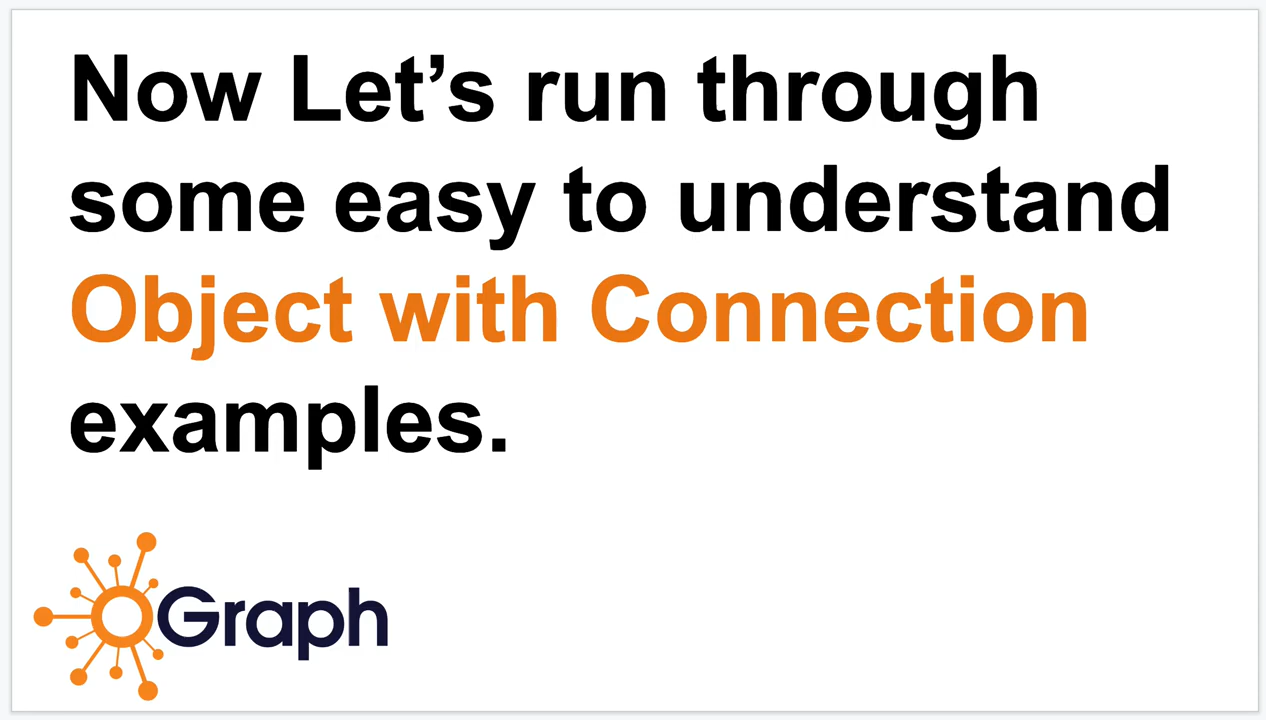 Now Let’s run through
some easy to understand
Object with Connection
examples.
OGraph